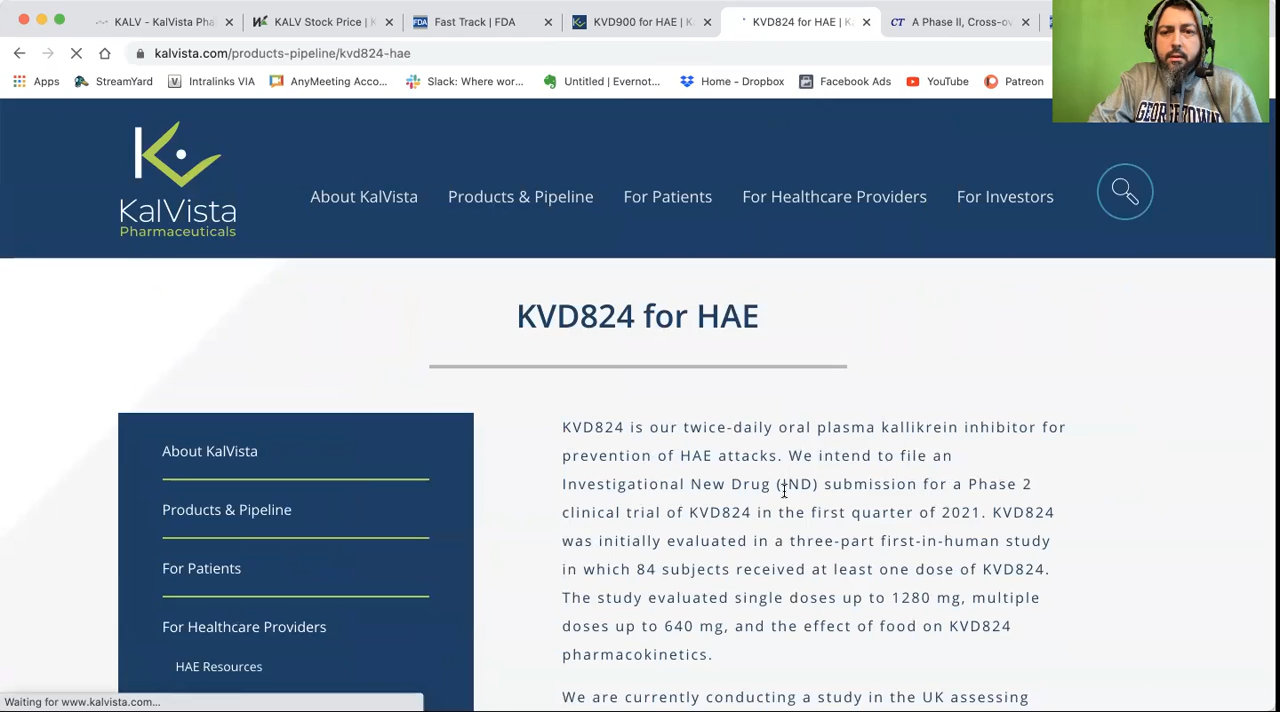 KALV - KalVista Pha
KALV Stock Price | K
FDA Fast Track | FDA
KVD900 for HAE | K
KVD824 for HAE | K
CT A Phase II, Cross-ov
kalvista.com/products-pipeline/kvd824-hae
Apps
StreamYard
Intralinks VIA
AnyMeeting Acco...
Slack: Where wor...
Untitled | Evernot...
Home - Dropbox
Facebook Ads
YouTube
Patreon
GEORGETOWN
KalVista
Pharmaceuticals
About KalVista
Products & Pipeline
For Patients
For Healthcare Providers
For Investors
KVD824 for HAE
About KalVista
Products & Pipeline
For Patients
For Healthcare Providers
HAE Resources
KVD824 is our twice-daily oral plasma kallikrein inhibitor for
prevention of HAE attacks. We intend to file an
Investigational New Drug (IND) submission for a Phase 2
clinical trial of KVD824 in the first quarter of 2021. KVD824
was initially evaluated in a three-part first-in-human study
in which 84 subjects received at least one dose of KVD824.
The study evaluated single doses up to 1280 mg, multiple
doses up to 640 mg, and the effect of food on KVD824
pharmacokinetics.
We are currently conducting a study in the UK assessing
Waiting for www.kalvista.com...